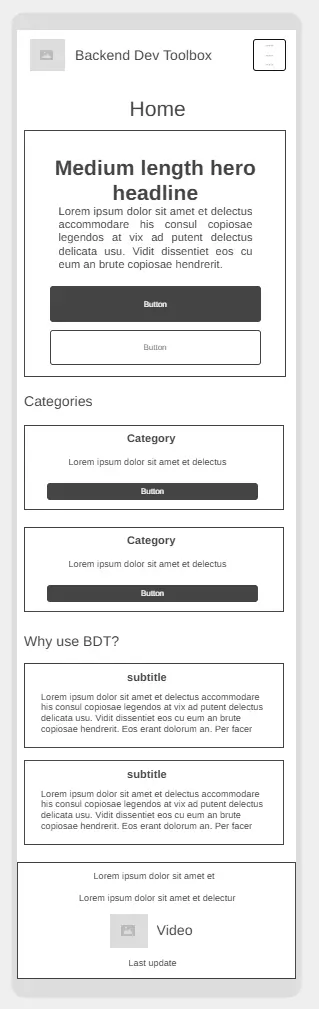 Backend Dev Toolbox
Home
Medium length hero
headline
Lorem ipsum dolor sit amet et delectus
accommodare his consul copiosae
legendos at vix ad putent delectus
delicata usu. Vidit dissentiet eos cu
eum an brute copiosae hendrerit.
Button
Button
Categories
Category
Lorem ipsum dolor sit amet et delectus
Button
Category
Lorem ipsum dolor sit amet et delectus
Button
Why use BDT?
subtitle
Lorem ipsum dolor sit amet et delectus accommodare
his consul copiosae legendos at vix ad putent delectus
delicata usu. Vidit dissentiet eos cu eum an brute
copiosae hendrerit. Eos erant dolorum an. Per facer
subtitle
Lorem ipsum dolor sit amet et delectus accommodare
his consul copiosae legendos at vix ad putent delectus
delicata usu. Vidit dissentiet eos cu eum an brute
copiosae hendrerit. Eos erant dolorum an. Per facer
Lorem ipsum dolor sit amet et
Lorem ipsum dolor sit amet et delectur
Video
Last update